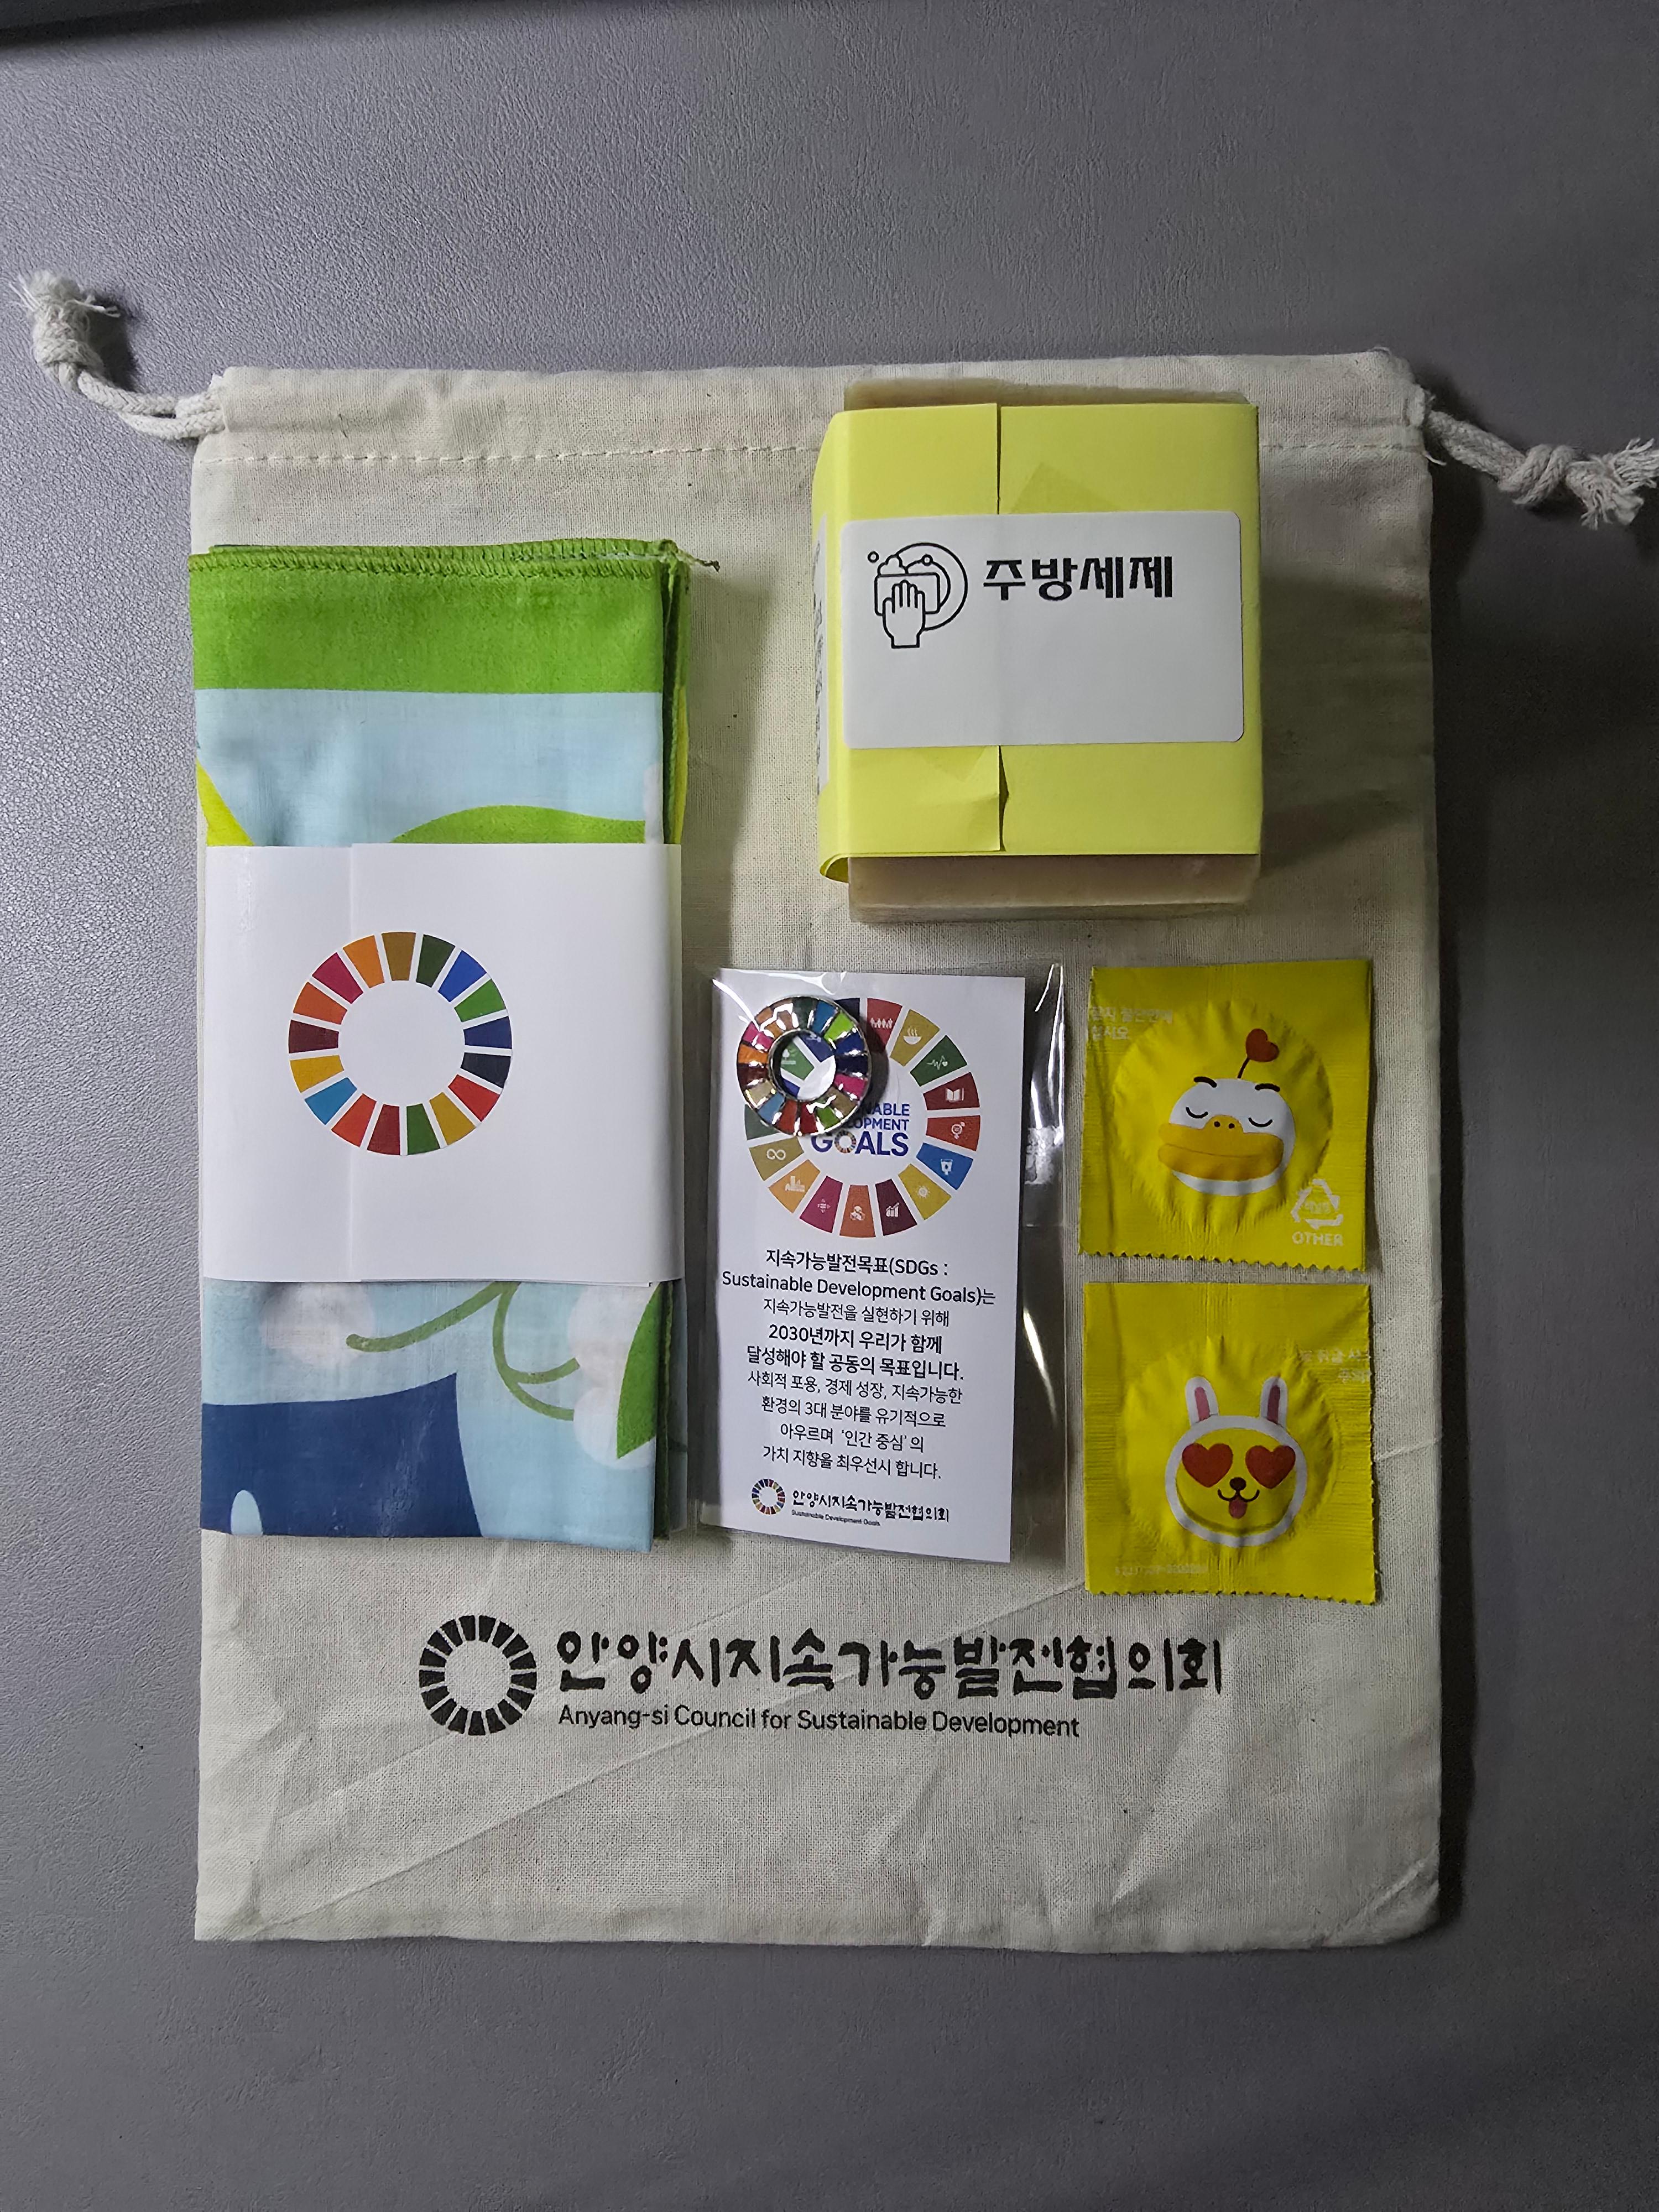 주방세제
NABLE
OPMENT
GOALS
지속가능발전목표(SDGs :
Sustainable Development Goals)는
지속가능발전을 실현하기 위해
2030년까지 우리가 함께
달성해야 할 공동의 목표입니다.
사회적 포용, 경제 성장, 지속가능한
환경의 3대 분야를 유기적으로
아우르며 '인간 중심' 의
가치 지향을 최우선시 합니다.
안양시지속가능발전협의회
Sustainable Development Goals
OTHER
안양시지속가능발전협의회
Anyang-si Council for Sustainable Development